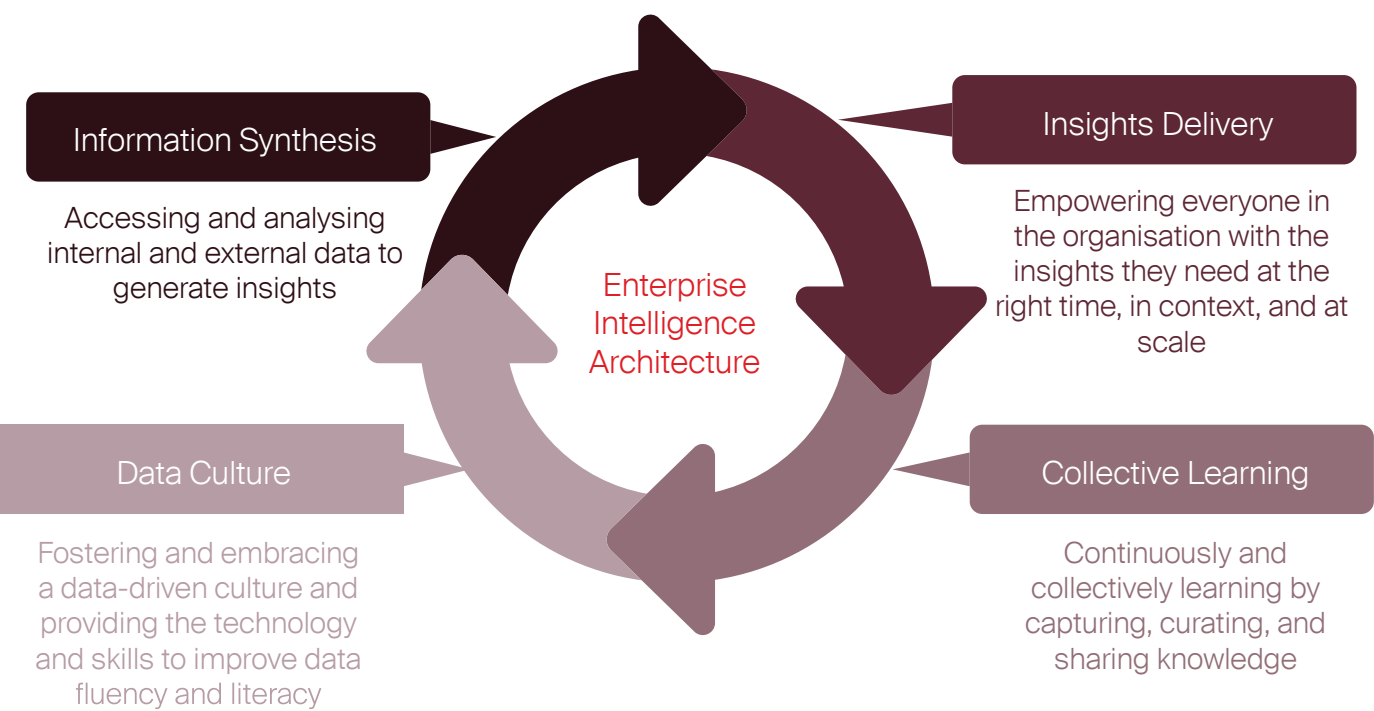 Information Synthesis
Accessing and analysing
internal and external data to
generate insights
Insights Delivery
Empowering everyone in
the organisation with the
insights they need at the
right time, in context, and at
scale
Enterprise
Intelligence
Architecture
Data Culture
Fostering and embracing
a data-driven culture and
providing the technology
and skills to improve data
fluency and literacy
Collective Learning
Continuously and
collectively learning by
capturing, curating, and
sharing knowledge